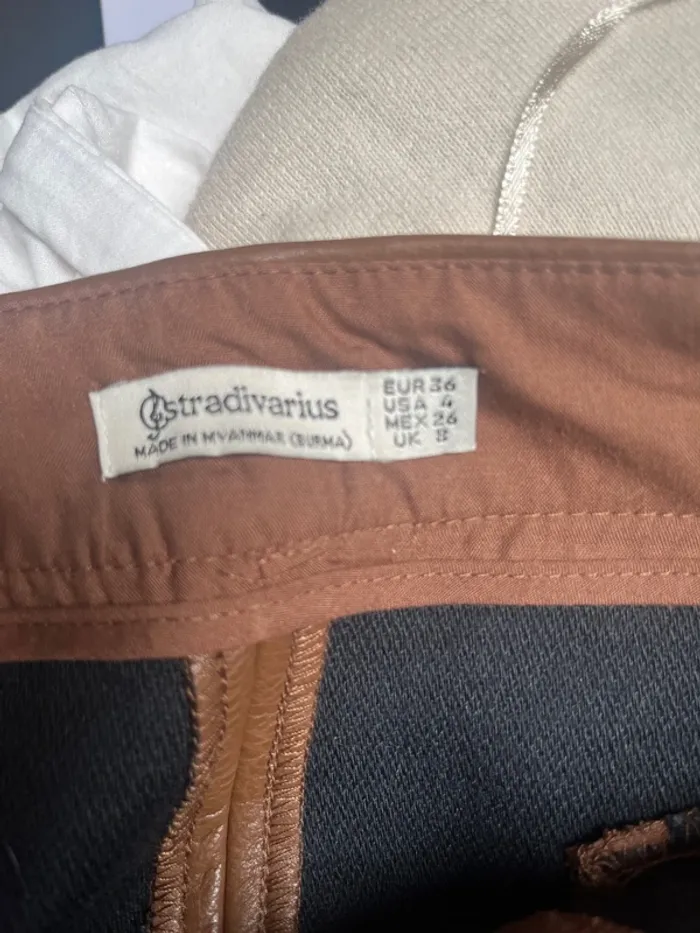 stradivarius
MADE IN MYANMAR (BURMA)
EUR 36
USA 4
MEX 26
UK 8